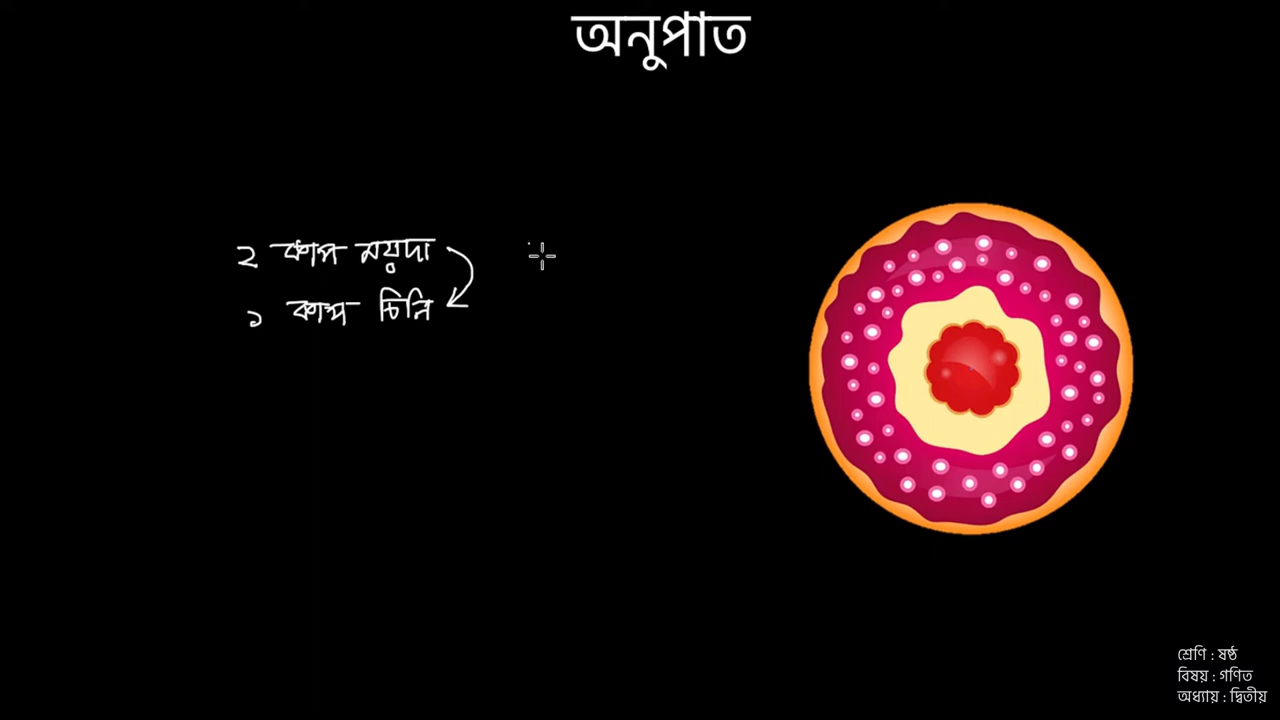 অনুপাত
২ কাপ ময়দা
১ কাপ চিনি
শ্রেণি : ষষ্ঠ
বিষয় : গণিত
অধ্যায় : দ্বিতীয়